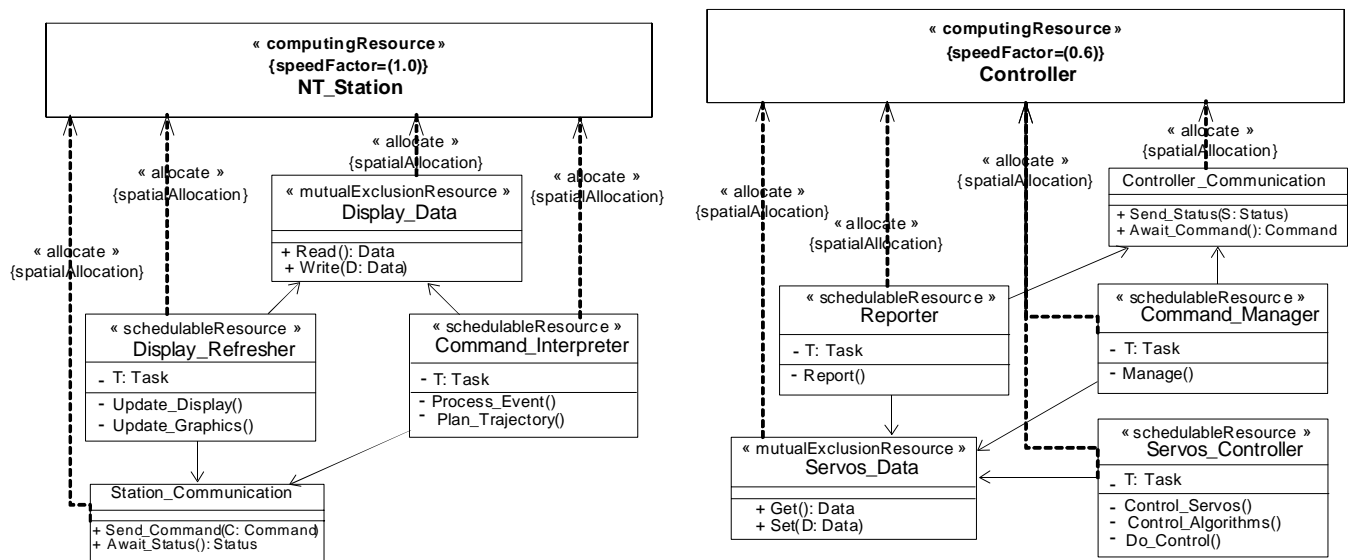 « computingResource »
{speedFactor=(1.0)}
NT_Station
« allocate »
{spatialAllocation}
« allocate »
{spatialAllocation}
« allocate »
{spatialAllocation}
« allocate »
{spatialAllocation}
« mutualExclusionResource »
Display_Data
+ Read(): Data
+ Write(D: Data)
« schedulableResource »
Display_Refresher
- T: Task
- Update_Display()
- Update_Graphics()
« schedulableResource »
Command_Interpreter
- T: Task
- Process_Event()
- Plan_Trajectory()
Station_Communication
+ Send_Command(C: Command)
+ Await_Status(): Status
« computingResource »
{speedFactor=(0.6)}
Controller
« allocate »
{spatialAllocation}
« allocate »
{spatialAllocation}
« allocate »
{spatialAllocation}
« allocate »
{spatialAllocation}
Controller_Communication
+ Send_Status(S: Status)
+ Await_Command(): Command
« schedulableResource »
Reporter
- T: Task
- Report()
« schedulableResource »
Command_Manager
- T: Task
- Manage()
« mutualExclusionResource »
Servos_Data
+ Get(): Data
+ Set(D: Data)
« schedulableResource »
Servos_Controller
- T: Task
- Control_Servos()
- Control_Algorithms()
- Do_Control()